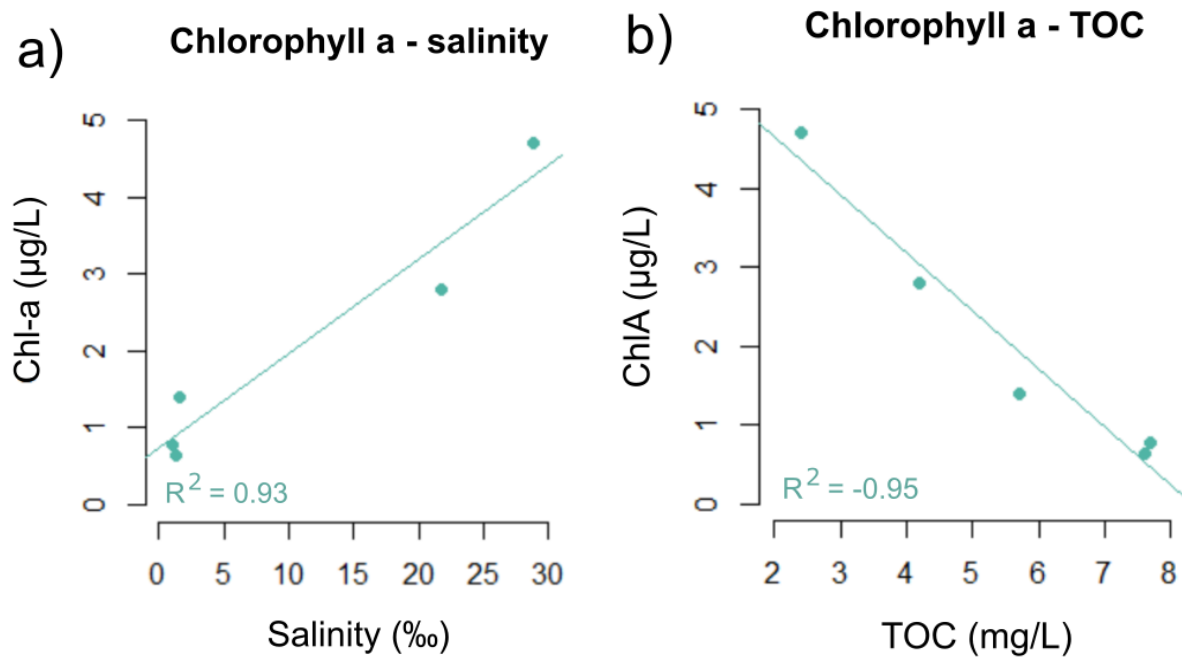 a)
Chlorophyll a - salinity
Chl-a (µg/L)
5
4
3
2
1
0
R² = 0.93
0 5 10 15 20 25 30
Salinity (‰)
b)
Chlorophyll a - TOC
ChlA (µg/L)
5
4
3
2
1
0
R² = -0.95
2 3 4 5 6 7 8
TOC (mg/L)